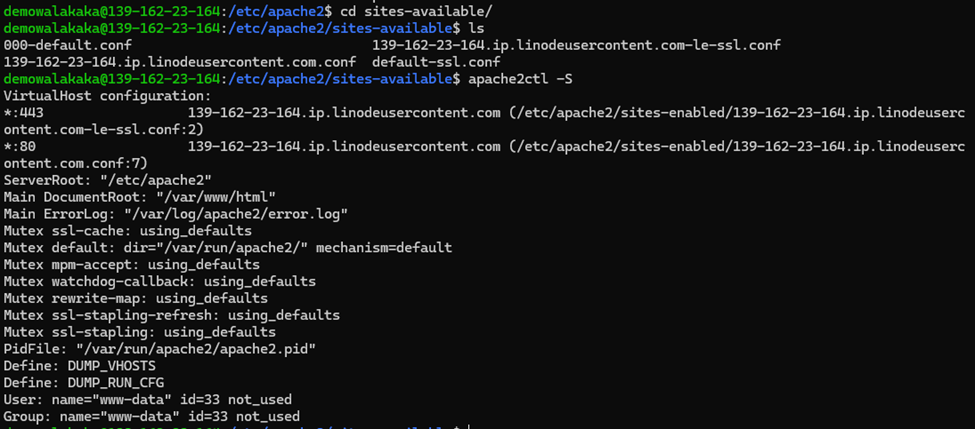 demowalakaka@139-162-23-164:/etc/apache2$ cd sites-available/
demowalakaka@139-162-23-164:/etc/apache2/sites-available$ ls
000-default.conf 139-162-23-164.ip.linodeusercontent.com-le-ssl.conf
139-162-23-164.ip.linodeusercontent.com.conf default-ssl.conf
demowalakaka@139-162-23-164:/etc/apache2/sites-available$ apache2ctl -S
VirtualHost configuration:
*:443 139-162-23-164.ip.linodeusercontent.com (/etc/apache2/sites-enabled/139-162-23-164.ip.linodeuserc
ontent.com-le-ssl.conf:2)
*:80 139-162-23-164.ip.linodeusercontent.com (/etc/apache2/sites-enabled/139-162-23-164.ip.linodeuserc
ontent.com.conf:7)
ServerRoot: "/etc/apache2"
Main DocumentRoot: "/var/www/html"
Main ErrorLog: "/var/log/apache2/error.log"
Mutex ssl-cache: using_defaults
Mutex default: dir="/var/run/apache2/" mechanism=default
Mutex mpm-accept: using_defaults
Mutex watchdog-callback: using_defaults
Mutex rewrite-map: using_defaults
Mutex ssl-stapling-refresh: using_defaults
Mutex ssl-stapling: using_defaults
PidFile: "/var/run/apache2/apache2.pid"
Define: DUMP_VHOSTS
Define: DUMP_RUN_CFG
User: name="www-data" id=33 not_used
Group: name="www-data" id=33 not_used